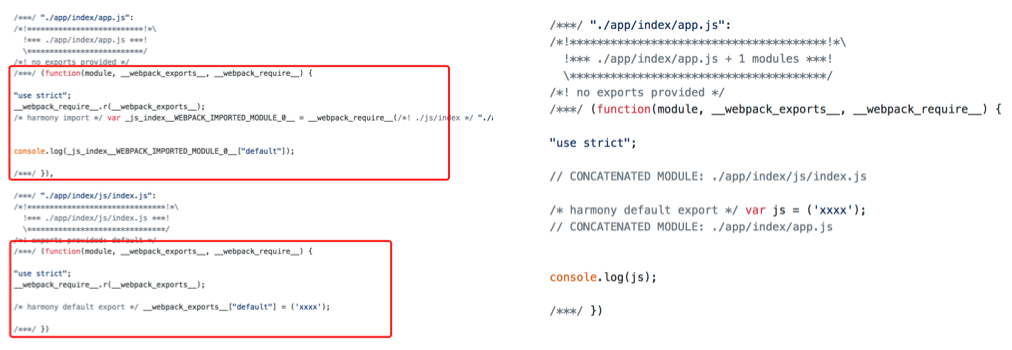 /***/ "./app/index/app.js":
/*!**************************!*\
  !*** ./app/index/app.js ***!
  \**************************/
/*! no exports provided */
/***/ (function(module, __webpack_exports__, __webpack_require__) {
"use strict";
__webpack_require__.r(__webpack_exports__);
/* harmony import */ var _js_index__WEBPACK_IMPORTED_MODULE_0__ = __webpack_require__(/*! ./js/index */ "./
console.log(_js_index__WEBPACK_IMPORTED_MODULE_0__["default"]);
/***/ }),
/***/ "./app/index/js/index.js":
/*!*******************************!*\
  !*** ./app/index/js/index.js ***!
  \*******************************/
/*! exports provided: default */
/***/ (function(module, __webpack_exports__, __webpack_require__) {
"use strict";
__webpack_require__.r(__webpack_exports__);
/* harmony default export */ __webpack_exports__["default"] = ('xxxx');
/***/ })
/***/ "./app/index/app.js":
/*!**************************************!*\
  !*** ./app/index/app.js + 1 modules ***!
  \**************************************/
/*! no exports provided */
/***/ (function(module, __webpack_exports__, __webpack_require__) {
"use strict";
// CONCATENATED MODULE: ./app/index/js/index.js
/* harmony default export */ var js = ('xxxx');
// CONCATENATED MODULE: ./app/index/app.js
console.log(js);
/***/ })